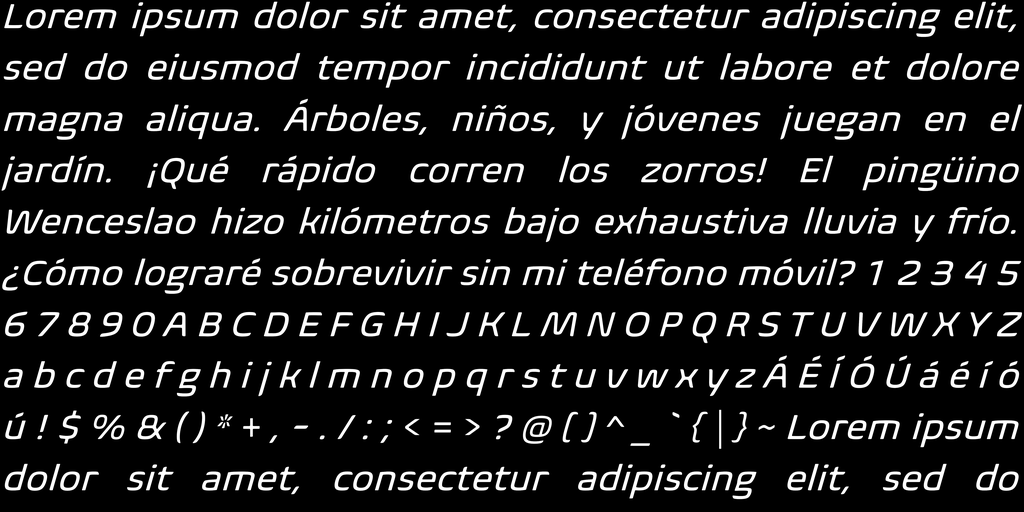 Lorem ipsum dolor sit amet, consectetur adipiscing elit,
sed do eiusmod tempor incididunt ut labore et dolore
magna aliqua. Árboles, niños, y jóvenes juegan en el
jardín. ¡Qué rápido corren los zorros! El pingüino
Wenceslao hizo kilómetros bajo exhaustiva lluvia y frío.
¿Cómo lograré sobrevivir sin mi teléfono móvil? 1 2 3 4 5
6 7 8 9 0 A B C D E F G H I J K L M N O P Q R S T U V W X Y Z
a b c d e f g h i j k l m n o p q r s t u v w x y z Á É Í Ó Ú á é í ó
ú ! $ % & ( ) * + , - . / : ; < = > ? @ [ ] ^ _ ` { | } ~ Lorem ipsum
dolor sit amet, consectetur adipiscing elit, sed do